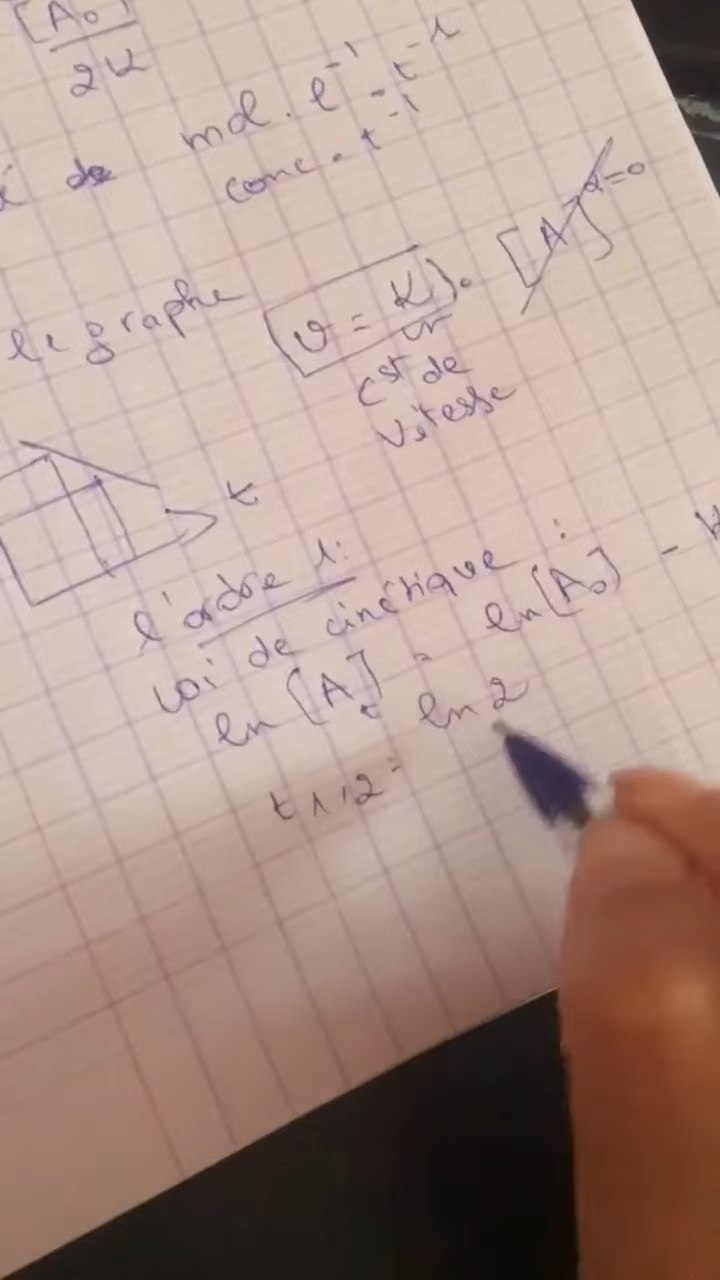 [A₀]
2K
de mol. l⁻¹. t⁻¹
conc. t⁻¹
le graphe v = K . [A]^α=0
cst de
vitesse
t
l'ordre 1:
Loi de cinétique :
ln [A]t = ln[A₀] - K
t 1/2 = ln 2